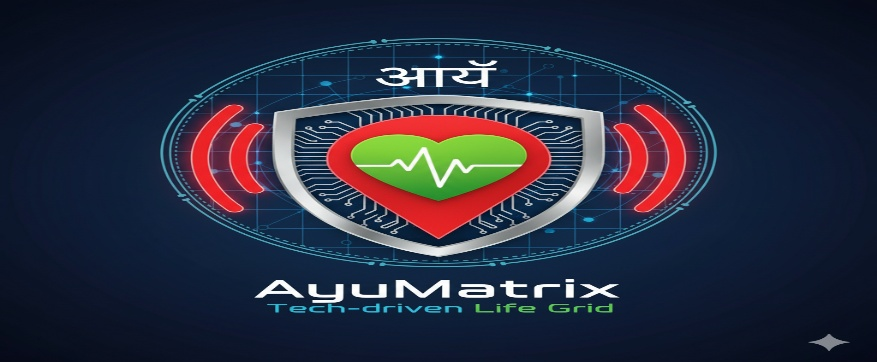 आयॅ
AyuMatrix
Tech-driven Life Grid